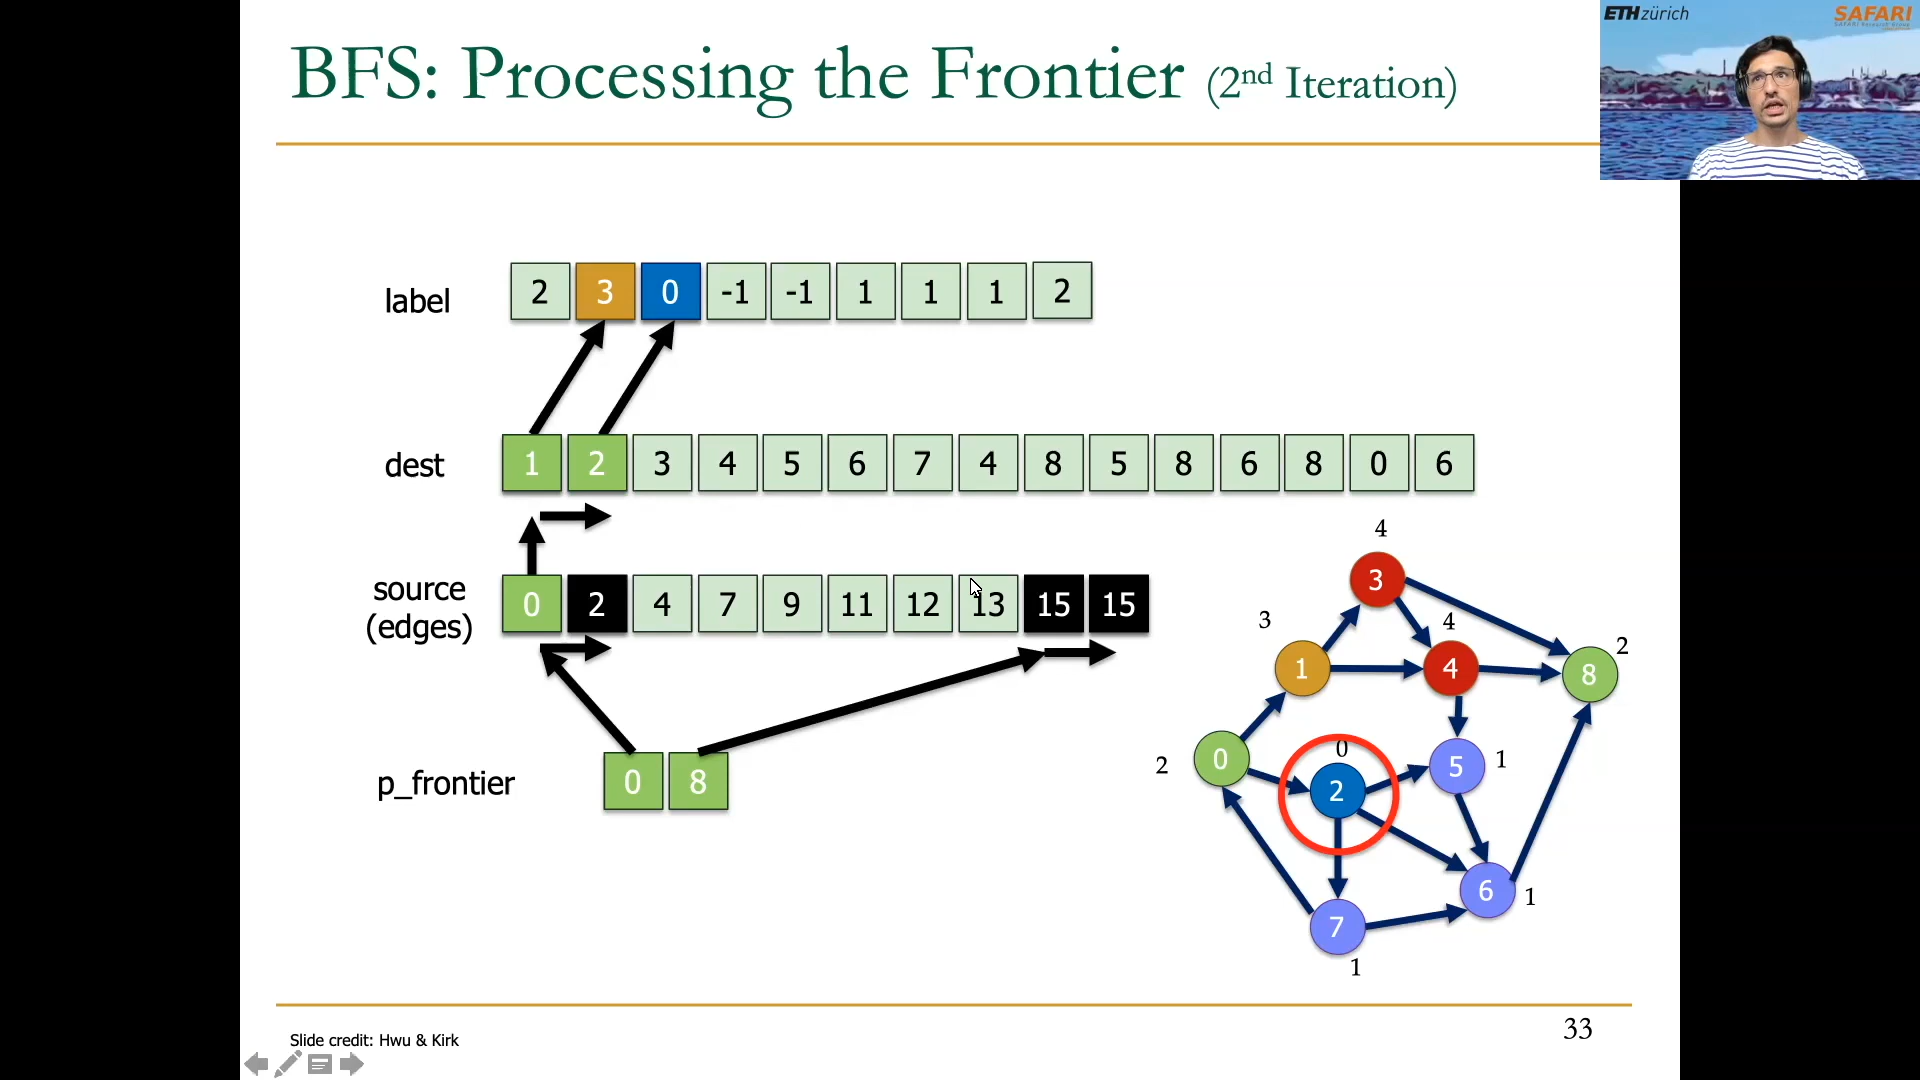 ETH zürich
SAFARI
BFS: Processing the Frontier (2nd Iteration)
label
2 3 0 -1 -1 1 1 1 2
dest
1 2 3 4 5 6 7 4 8 5 8 6 8 0 6
source
(edges)
0 2 4 7 9 11 12 13 15 15
p_frontier
0 8
4
3
3
4
1
4
2
8
2
0
0
2
5
1
6
1
7
1
Slide credit: Hwu & Kirk
33